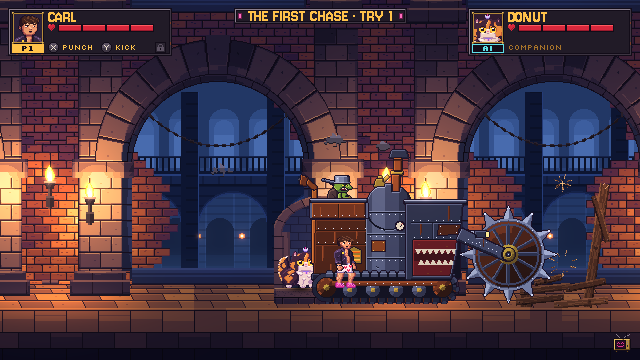 CARL
P1
X PUNCH Y KICK
THE FIRST CHASE · TRY 1
DONUT
AI
COMPANION